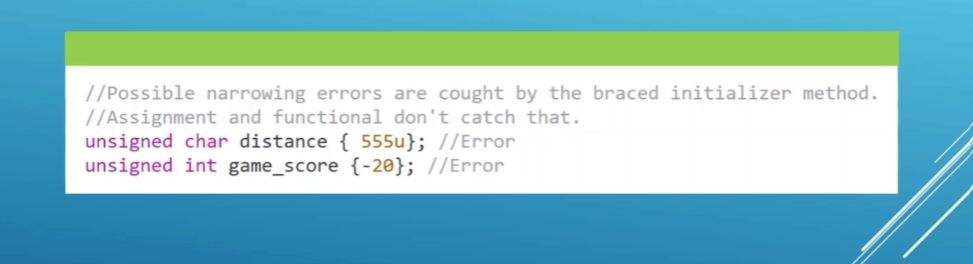 //Possible narrowing errors are cought by the braced initializer method.
//Assignment and functional don't catch that.
unsigned char distance { 555u}; //Error
unsigned int game_score {-20}; //Error